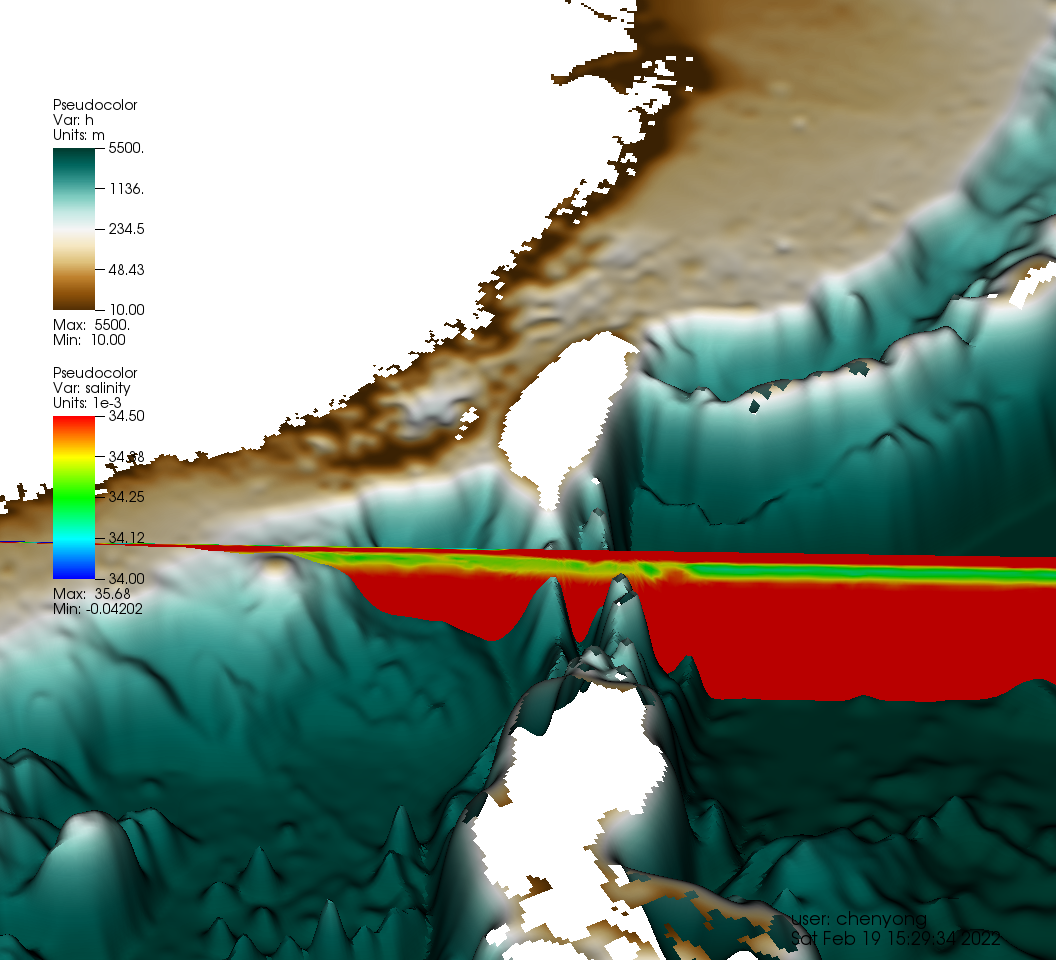 Pseudocolor
Var: h
Units: m
5500.
1136.
234.5
48.43
10.00
Max: 5500.
Min: 10.00
Pseudocolor
Var: salinity
Units: 1e-3
34.50
34.38
34.25
34.12
34.00
Max: 35.68
Min: -0.04202
user: chenyong
Sat Feb 19 15:29:34 2022